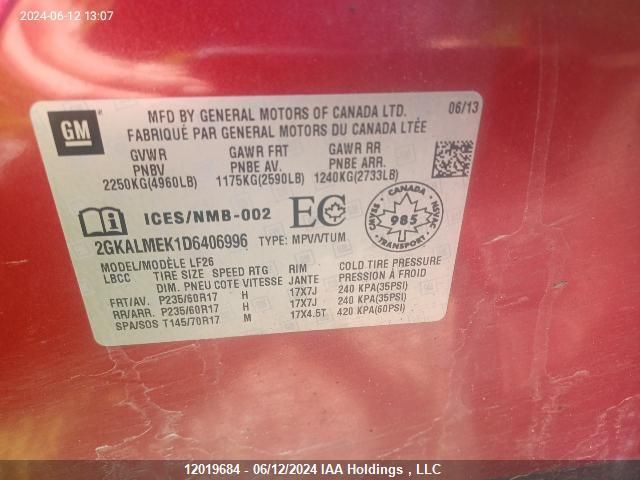 2024-06-12 13:07
GM
MFD BY GENERAL MOTORS OF CANADA LTD. 06/13
FABRIQUÉ PAR GENERAL MOTORS DU CANADA LTÉE
GVWR GAWR FRT GAWR RR
PNBV PNBE AV. PNBE ARR.
2250KG(4960LB) 1175KG(2590LB) 1240KG(2733LB)
ICES/NMB-002 EC CANADA
985
TRANSPORT
2GKALMEK1D6406996 TYPE: MPV/VTUM
MODEL/MODÈLE LF26
LBCC TIRE SIZE SPEED RTG RIM COLD TIRE PRESSURE
DIM. PNEU COTE VITESSE JANTE PRESSION À FROID
FRT/AV. P235/60R17 H 17X7J 240 KPA(35PSI)
RR/ARR. P235/60R17 H 17X7J 240 KPA(35PSI)
SPA/SOS T145/70R17 M 17X4.5T 420 KPA(60PSI)
12019684 - 06/12/2024 IAA Holdings , LLC